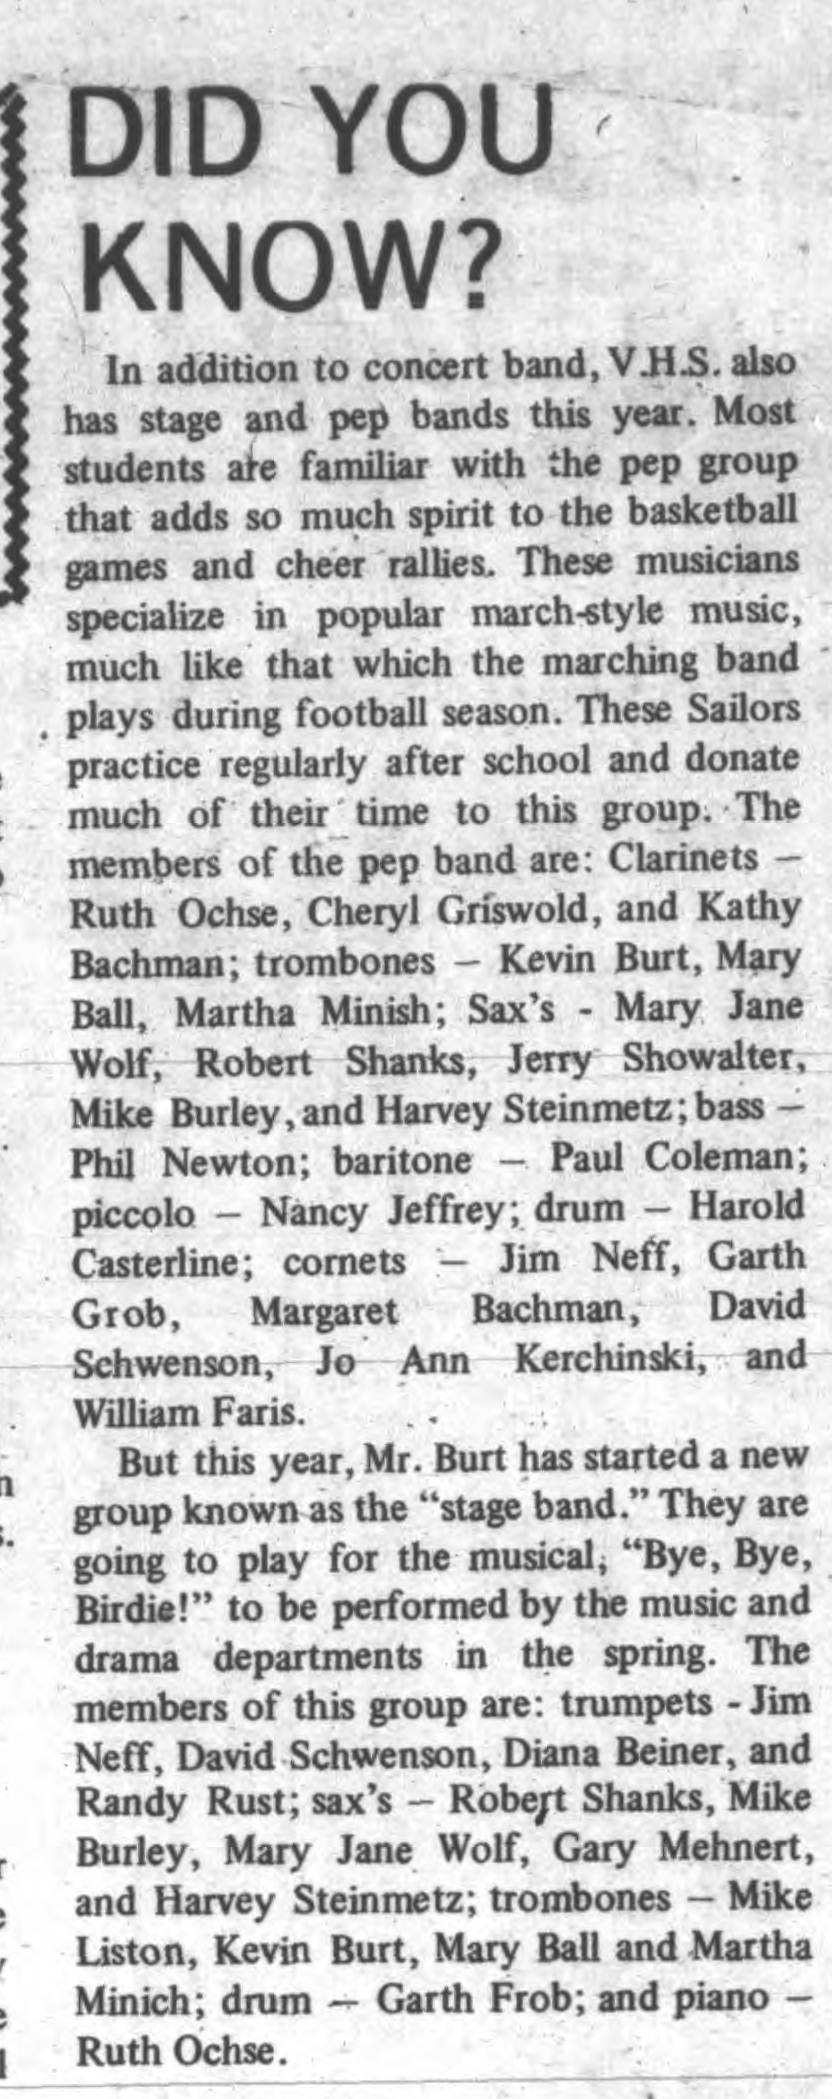 DID YOU
KNOW?
In addition to concert band, V.H.S. also
has stage and pep bands this year. Most
students are familiar with the pep group
that adds so much spirit to the basketball
games and cheer rallies. These musicians
specialize in popular march-style music,
much like that which the marching band
plays during football season. These Sailors
practice regularly after school and donate
much of their time to this group. The
members of the pep band are: Clarinets —
Ruth Ochse, Cheryl Griswold, and Kathy
Bachman; trombones — Kevin Burt, Mary
Ball, Martha Minish; Sax's - Mary Jane
Wolf, Robert Shanks, Jerry Showalter,
Mike Burley, and Harvey Steinmetz; bass —
Phil Newton; baritone — Paul Coleman;
piccolo — Nancy Jeffrey; drum — Harold
Casterline; cornets — Jim Neff, Garth
Grob, Margaret Bachman, David
Schwenson, Jo Ann Kerchinski, and
William Faris.
But this year, Mr. Burt has started a new
group known as the “stage band.” They are
going to play for the musical, “Bye, Bye,
Birdie!” to be performed by the music and
drama departments in the spring. The
members of this group are: trumpets - Jim
Neff, David Schwenson, Diana Beiner, and
Randy Rust; sax's — Robert Shanks, Mike
Burley, Mary Jane Wolf, Gary Mehnert,
and Harvey Steinmetz; trombones — Mike
Liston, Kevin Burt, Mary Ball and Martha
Minich; drum — Garth Frob; and piano —
Ruth Ochse.